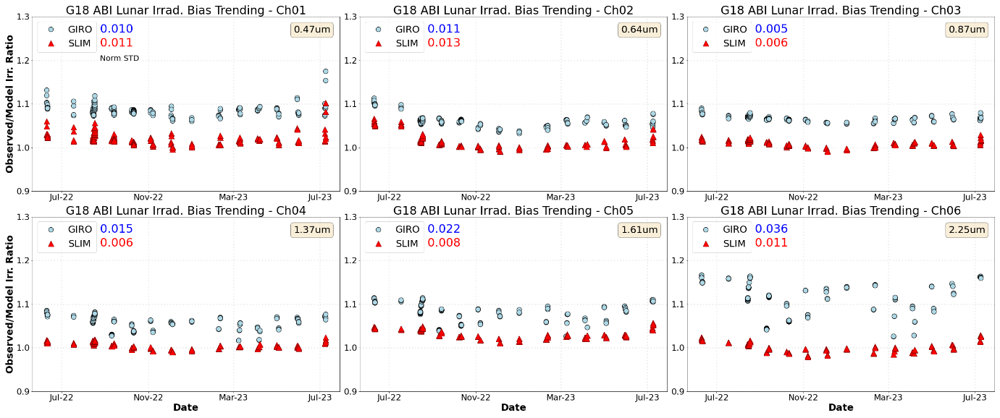 G18 ABI Lunar Irrad. Bias Trending - Ch01
Observed/Model Irr. Ratio
1.3
1.2
1.1
1.0
0.9
GIRO 0.010
SLIM 0.011
Norm STD
0.47um
Jul-22 Nov-22 Mar-23 Jul-23
G18 ABI Lunar Irrad. Bias Trending - Ch02
1.3
1.2
1.1
1.0
0.9
GIRO 0.011
SLIM 0.013
0.64um
Jul-22 Nov-22 Mar-23 Jul-23
G18 ABI Lunar Irrad. Bias Trending - Ch03
1.3
1.2
1.1
1.0
0.9
GIRO 0.005
SLIM 0.006
0.87um
Jul-22 Nov-22 Mar-23 Jul-23
G18 ABI Lunar Irrad. Bias Trending - Ch04
Observed/Model Irr. Ratio
1.3
1.2
1.1
1.0
0.9
GIRO 0.015
SLIM 0.006
1.37um
Jul-22 Nov-22 Mar-23 Jul-23
Date
G18 ABI Lunar Irrad. Bias Trending - Ch05
1.3
1.2
1.1
1.0
0.9
GIRO 0.022
SLIM 0.008
1.61um
Jul-22 Nov-22 Mar-23 Jul-23
Date
G18 ABI Lunar Irrad. Bias Trending - Ch06
1.3
1.2
1.1
1.0
0.9
GIRO 0.036
SLIM 0.011
2.25um
Jul-22 Nov-22 Mar-23 Jul-23
Date